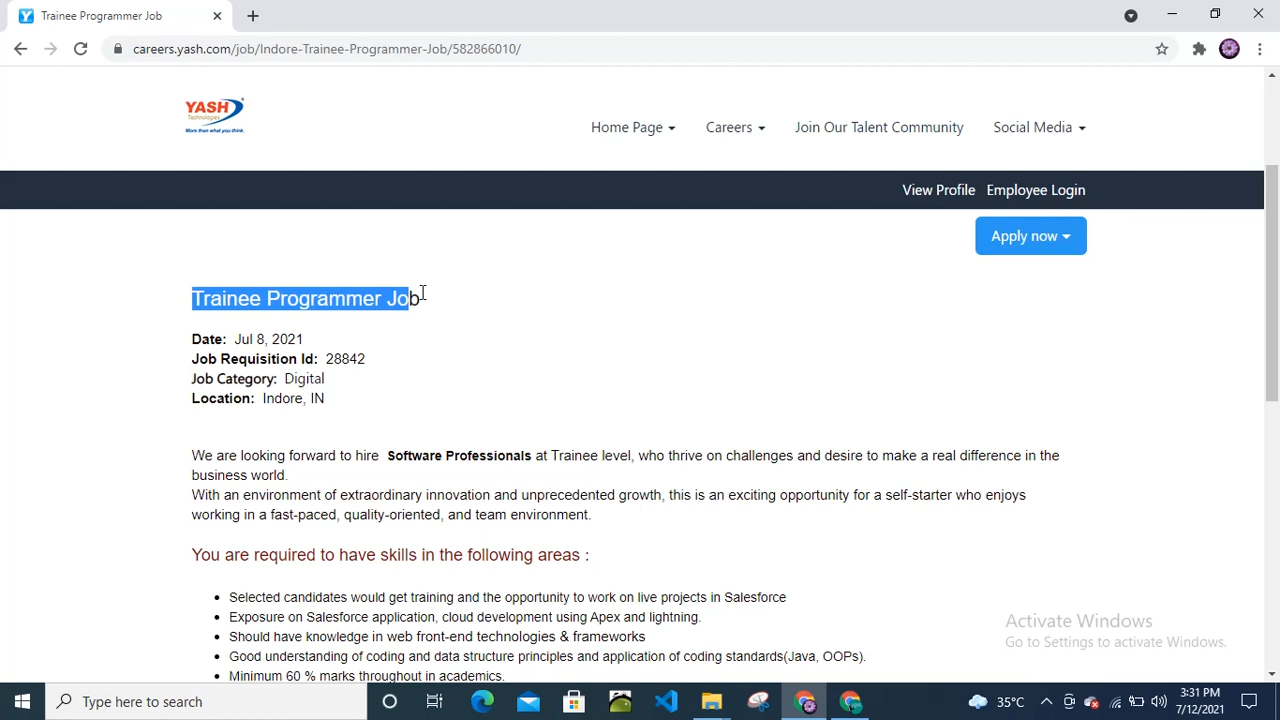 Trainee Programmer Job
careers.yash.com/job/Indore-Trainee-Programmer-Job/582866010/
YASH
Technologies
More than what you think.
Home Page
Careers
Join Our Talent Community
Social Media
View Profile
Employee Login
Apply now
Trainee Programmer Job
Date: Jul 8, 2021
Job Requisition Id: 28842
Job Category: Digital
Location: Indore, IN
We are looking forward to hire Software Professionals at Trainee level, who thrive on challenges and desire to make a real difference in the
business world.
With an environment of extraordinary innovation and unprecedented growth, this is an exciting opportunity for a self-starter who enjoys
working in a fast-paced, quality-oriented, and team environment.
You are required to have skills in the following areas :
Selected candidates would get training and the opportunity to work on live projects in Salesforce
Exposure on Salesforce application, cloud development using Apex and lightning.
Should have knowledge in web front-end technologies & frameworks
Good understanding of coding and data structure principles and application of coding standards(Java, OOPs).
Minimum 60 % marks throughout in academics.
Activate Windows
Go to Settings to activate Windows.
Type here to search
35°C
3:31 PM
7/12/2021